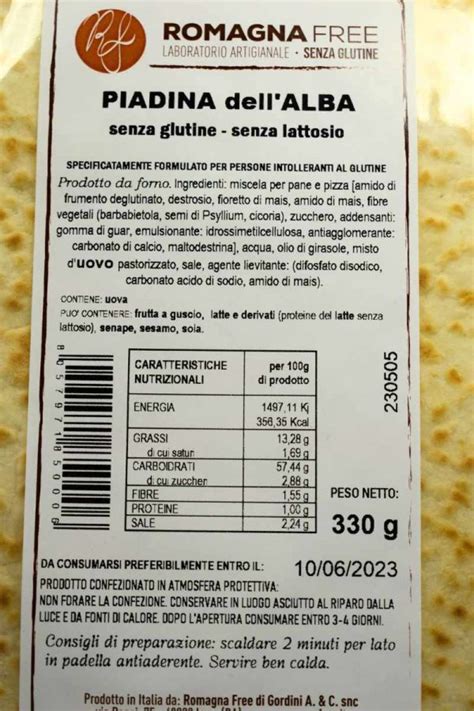 Rf
ROMAGNA FREE
LABORATORIO ARTIGIANALE • SENZA GLUTINE
PIADINA dell'ALBA
senza glutine - senza lattosio
SPECIFICATAMENTE FORMULATO PER PERSONE INTOLLERANTI AL GLUTINE
Prodotto da forno. Ingredienti: miscela per pane e pizza [amido di
frumento deglutinato, destrosio, fioretto di mais, amido di mais, fibre
vegetali (barbabietola, semi di Psyllium, cicoria), zucchero, addensanti:
gomma di guar, emulsionante: idrossimetilcellulosa, antiagglomerante:
carbonato di calcio, maltodestrina], acqua, olio di girasole, misto
d'uovo pastorizzato, sale, agente lievitante: (difosfato disodico,
carbonato acido di sodio, amido di mais).
CONTIENE: uova
PUO' CONTENERE: frutta a guscio, latte e derivati (proteine del latte senza
lattosio), senape, sesamo, soia.
CARATTERISTICHE NUTRIZIONALI per 100g di prodotto
ENERGIA 1497,11 Kj
356,35 Kcal
GRASSI 13,28 g
di cui saturi 1,69 g
CARBOIDRATI 57,44 g
di cui zuccheri 2,88 g
FIBRE 1,55 g
PROTEINE 1,00 g
SALE 2,24 g
230505
PESO NETTO:
330 g
8 057971 850000
DA CONSUMARSI PREFERIBILMENTE ENTRO IL: 10/06/2023
PRODOTTO CONFEZIONATO IN ATMOSFERA PROTETTIVA:
NON FORARE LA CONFEZIONE. CONSERVARE IN LUOGO ASCIUTTO AL RIPARO DALLA
LUCE E DA FONTI DI CALORE. DOPO L'APERTURA CONSUMARE ENTRO 3-4 GIORNI.
Consigli di preparazione: scaldare 2 minuti per lato
in padella antiaderente. Servire ben calda.
Prodotto in Italia da: Romagna Free di Gordini A. & C. snc